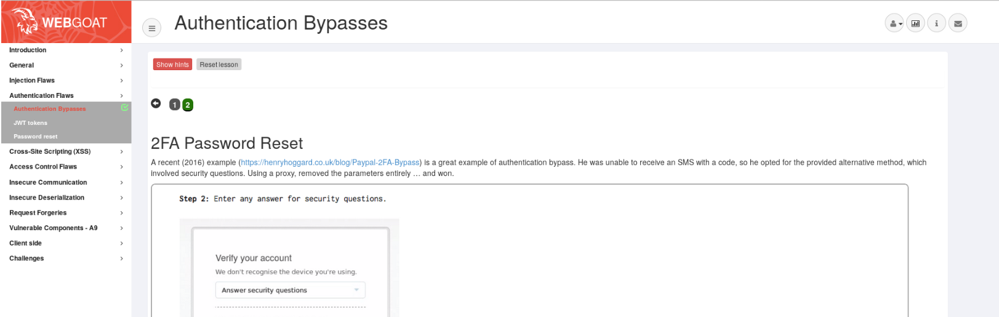 WEBGOAT
Authentication Bypasses
Introduction
General
Injection Flaws
Authentication Flaws
Authentication Bypasses
JWT tokens
Password reset
Cross-Site Scripting (XSS)
Access Control Flaws
Insecure Communication
Insecure Deserialization
Request Forgeries
Vulnerable Components - A9
Client side
Challenges
Show hints Reset lesson
1 2
2FA Password Reset
A recent (2016) example (https://henryhoggard.co.uk/blog/Paypal-2FA-Bypass) is a great example of authentication bypass. He was unable to receive an SMS with a code, so he opted for the provided alternative method, which
involved security questions. Using a proxy, removed the parameters entirely … and won.
Step 2: Enter any answer for security questions.
Verify your account
We don't recognise the device you're using.
Answer security questions